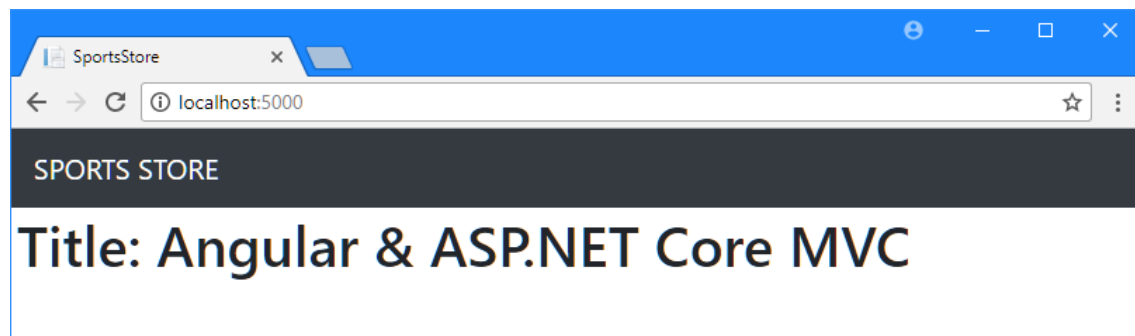 SportsStore
localhost:5000
SPORTS STORE
Title: Angular & ASP.NET Core MVC